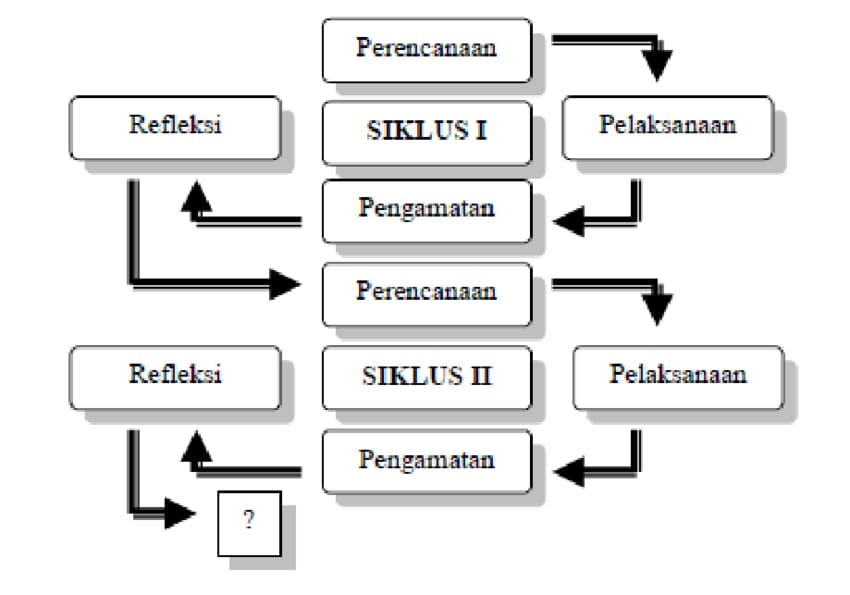 Perencanaan
Refleksi
SIKLUS I
Pelaksanaan
Pengamatan
Perencanaan
Refleksi
SIKLUS II
Pelaksanaan
Pengamatan
?